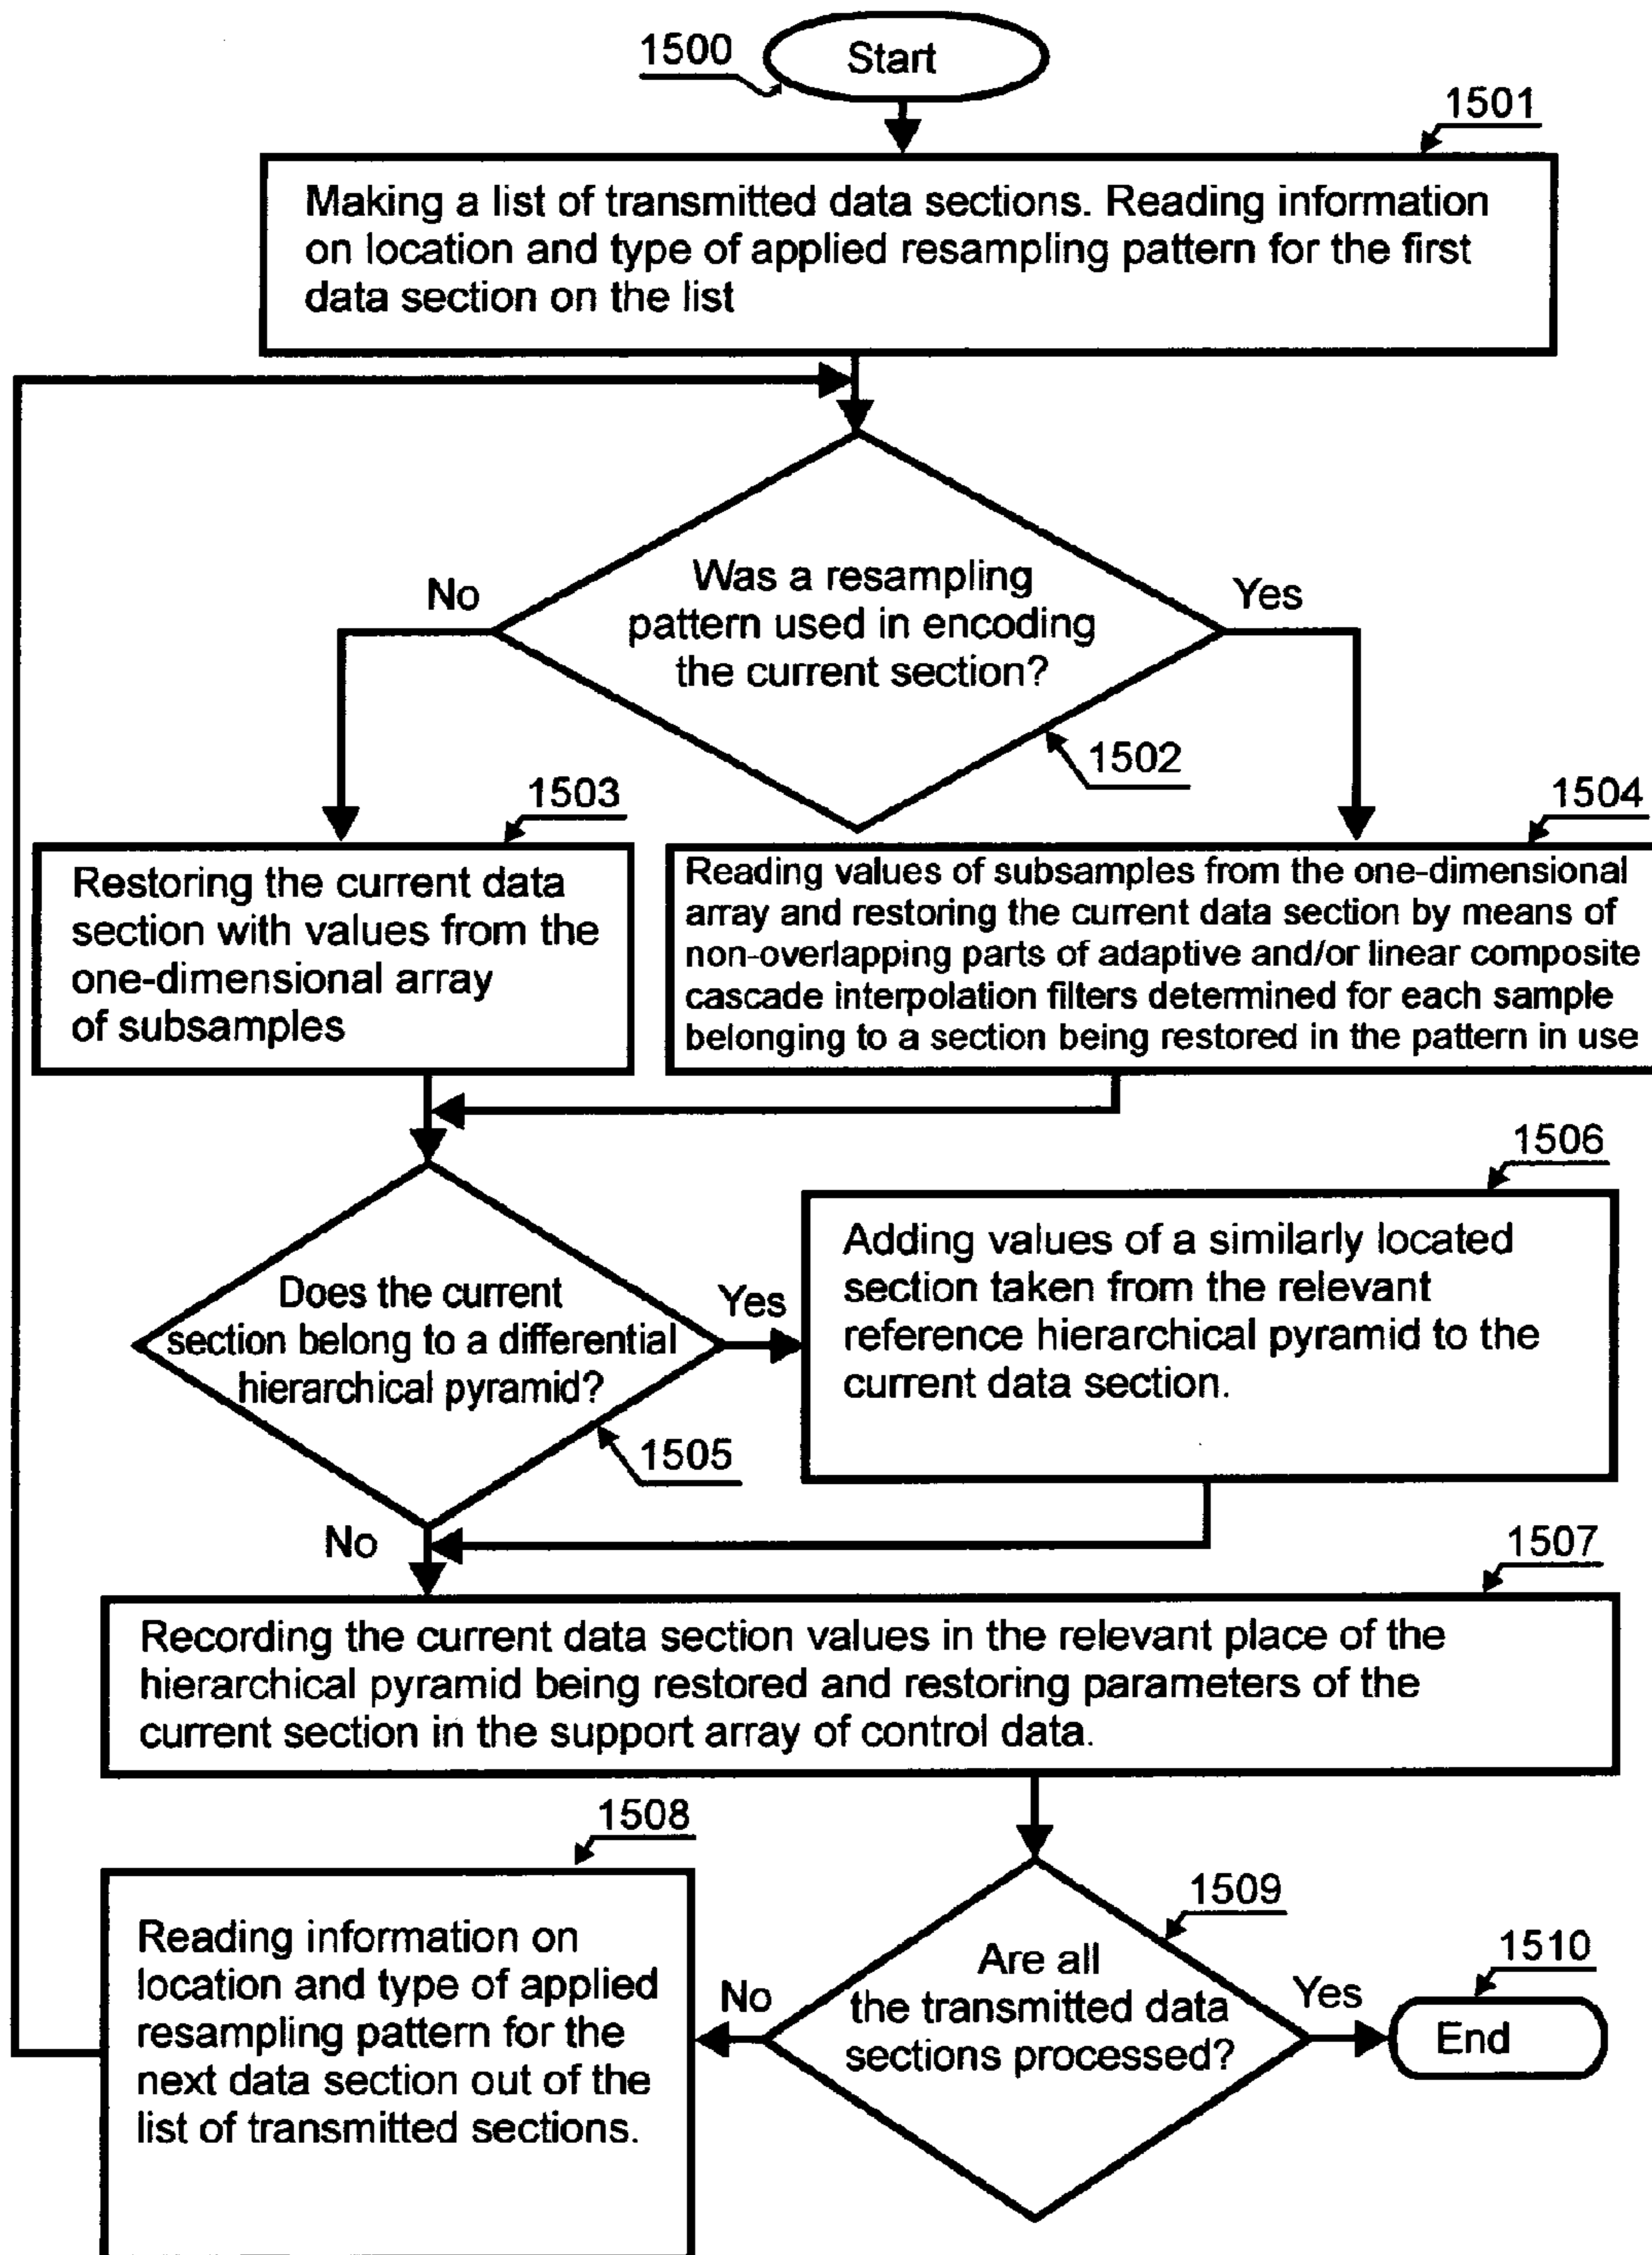 1500
Start
1501
Making a list of transmitted data sections. Reading information
on location and type of applied resampling pattern for the first
data section on the list
No
Was a resampling
pattern used in encoding
the current section?
Yes
1502
1503
Restoring the current data
section with values from the
one-dimensional array
of subsamples
1504
Reading values of subsamples from the one-dimensional
array and restoring the current data section by means of
non-overlapping parts of adaptive and/or linear composite
cascade interpolation filters determined for each sample
belonging to a section being restored in the pattern in use
Does the current
section belong to a differential
hierarchical pyramid?
Yes
1505
1506
Adding values of a similarly located
section taken from the relevant
reference hierarchical pyramid to the
current data section.
No
1507
Recording the current data section values in the relevant place of the
hierarchical pyramid being restored and restoring parameters of the
current section in the support array of control data.
1508
Reading information on
location and type of applied
resampling pattern for the
next data section out of the
list of transmitted sections.
No
1509
Are all
the transmitted data
sections processed?
Yes
1510
End